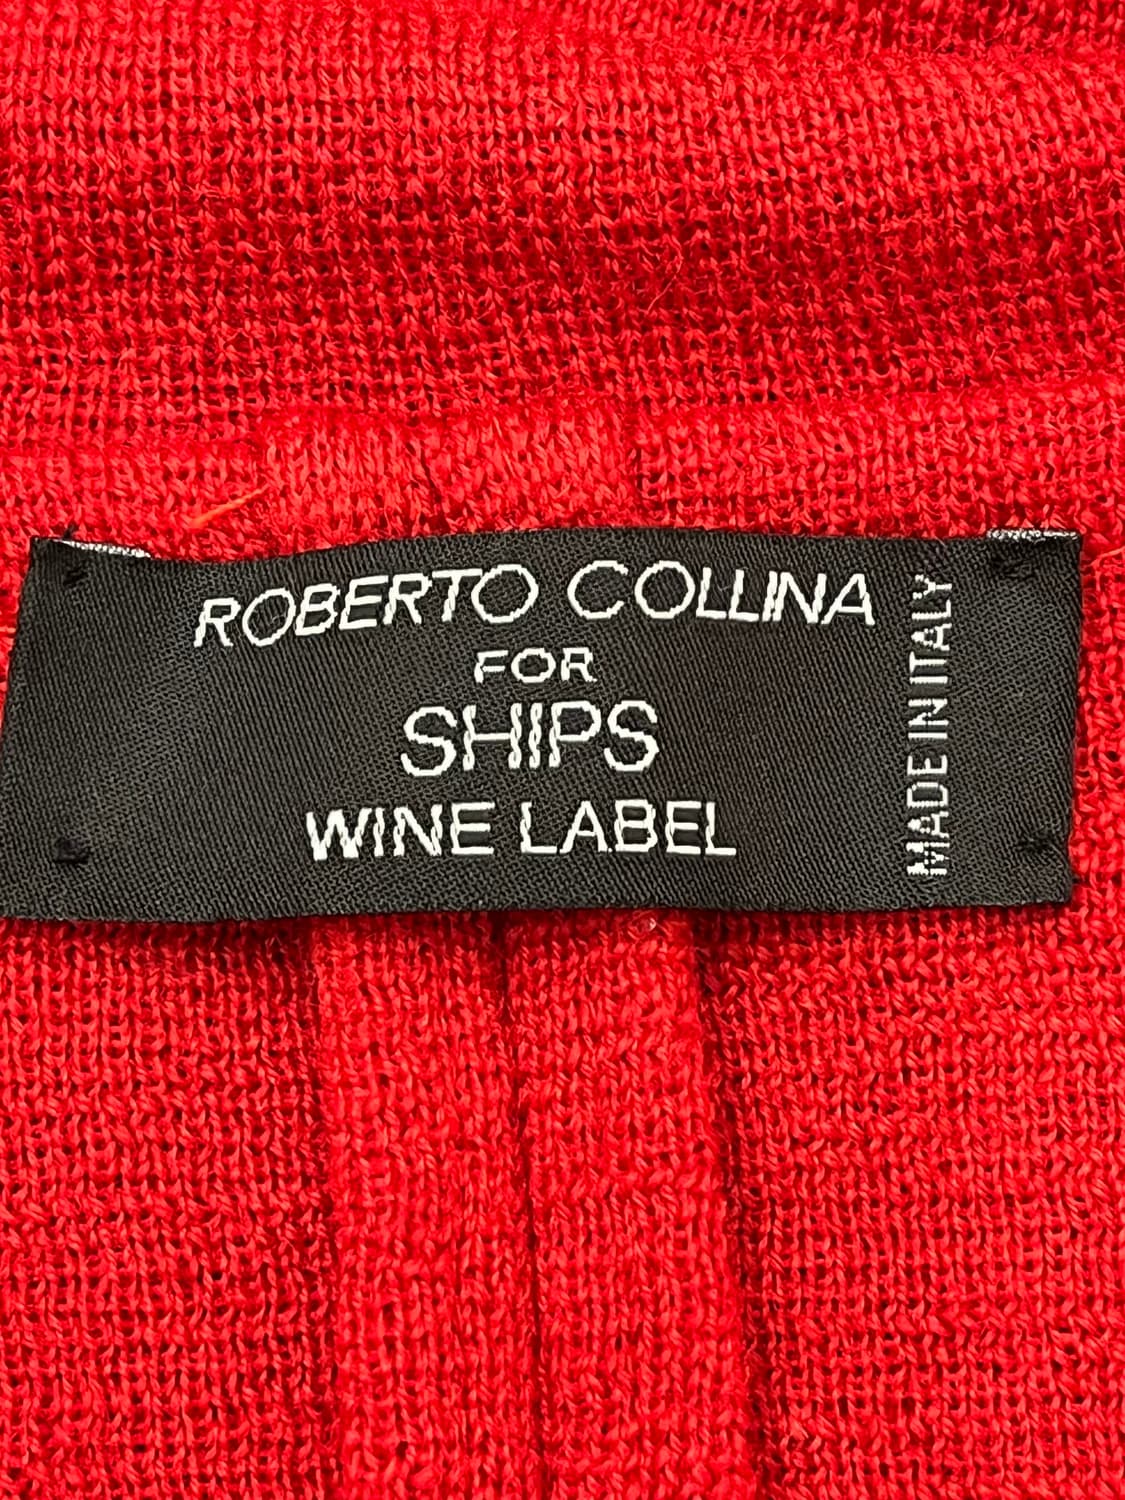 ROBERTO COLLINA
FOR
SHIPS
WINE LABEL
MADE IN ITALY